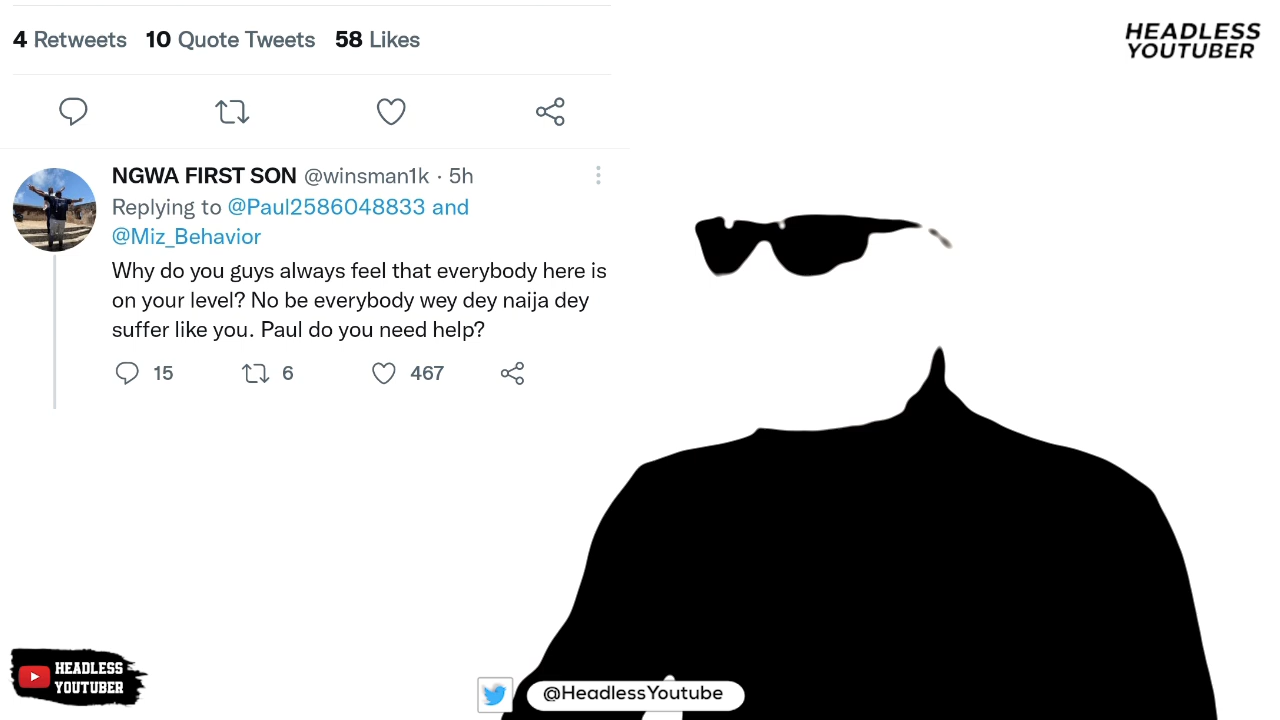 4 Retweets 10 Quote Tweets 58 Likes
HEADLESS
YOUTUBER
NGWA FIRST SON @winsman1k · 5h
Replying to @Paul2586048833 and
@Miz_Behavior
Why do you guys always feel that everybody here is
on your level? No be everybody wey dey naija dey
suffer like you. Paul do you need help?
15 6 467
HEADLESS
YOUTUBER
@HeadlessYoutube